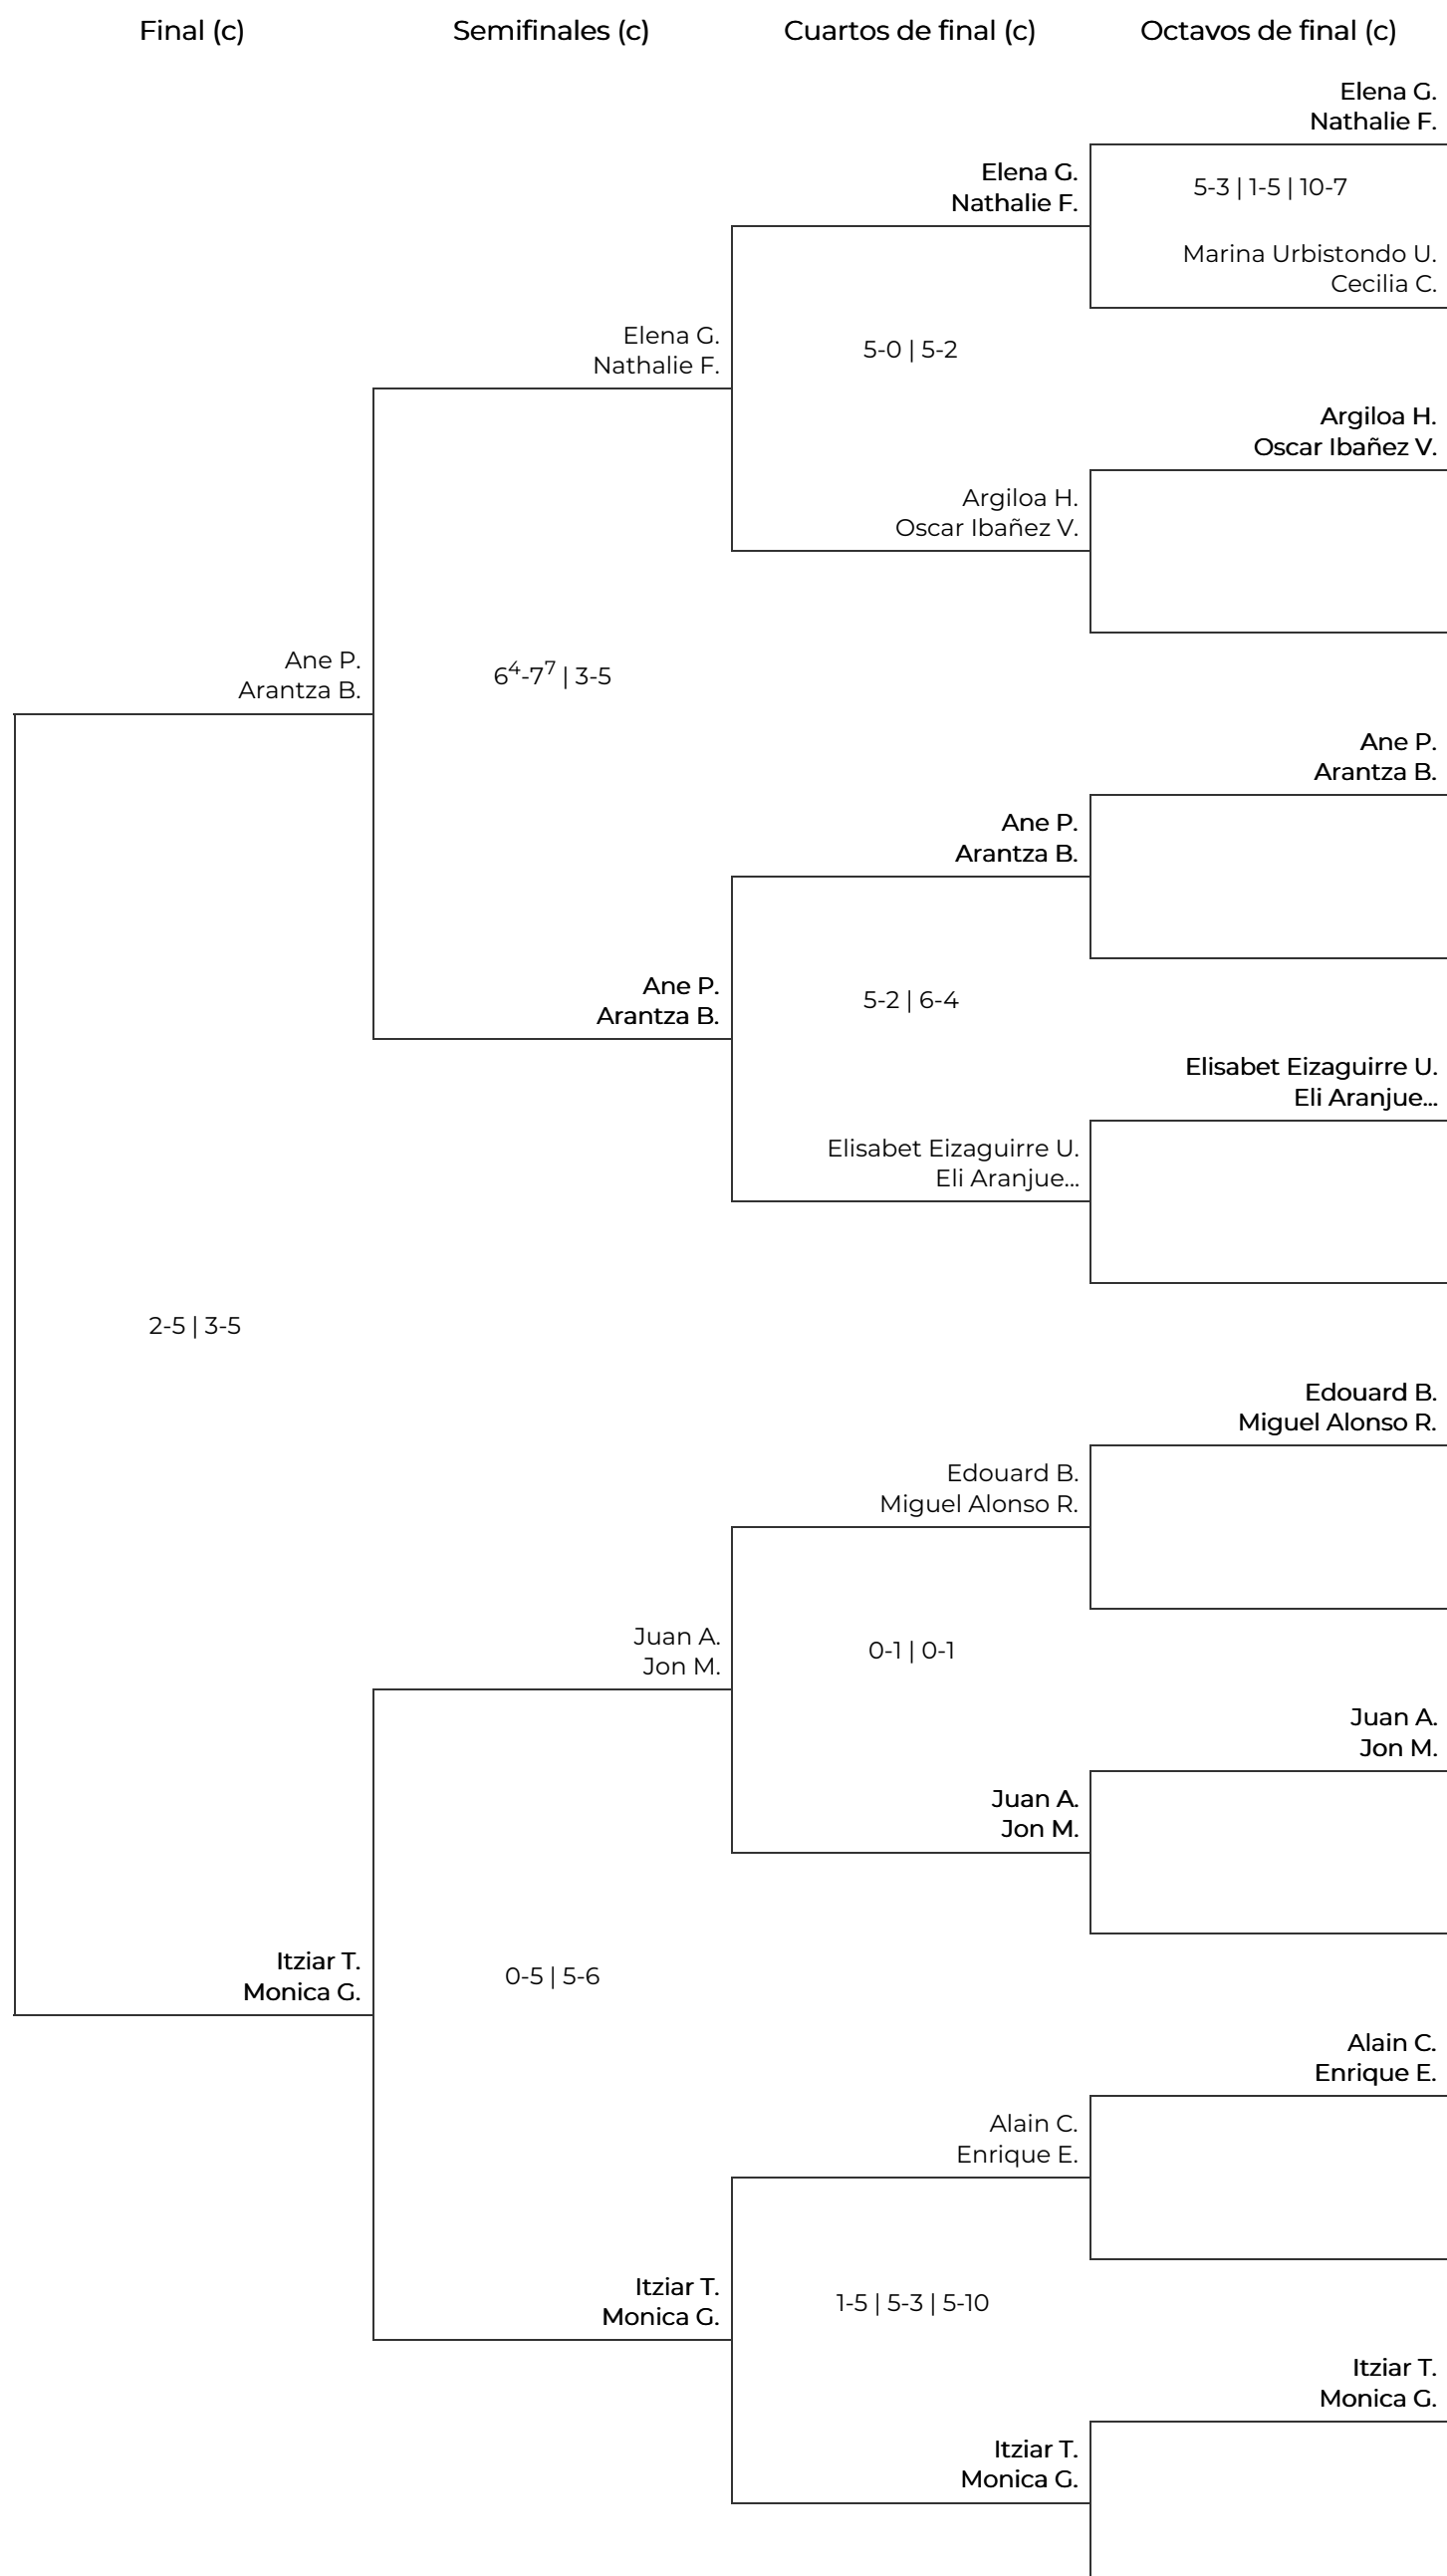 Final (c)
Semifinales (c)
Cuartos de final (c)
Octavos de final (c)
Elena G.
Nathalie F.
5-3 | 1-5 | 10-7
Marina Urbistondo U.
Cecilia C.
Elena G.
Nathalie F.
5-0 | 5-2
Argiloa H.
Oscar Ibañez V.
Argiloa H.
Oscar Ibañez V.
Elena G.
Nathalie F.
6⁴-7⁷ | 3-5
Ane P.
Arantza B.
Ane P.
Arantza B.
Ane P.
Arantza B.
5-2 | 6-4
Ane P.
Arantza B.
Elisabet Eizaguirre U.
Eli Aranjue...
Elisabet Eizaguirre U.
Eli Aranjue...
2-5 | 3-5
Edouard B.
Miguel Alonso R.
Edouard B.
Miguel Alonso R.
Juan A.
Jon M.
0-1 | 0-1
Juan A.
Jon M.
Juan A.
Jon M.
Itziar T.
Monica G.
0-5 | 5-6
Alain C.
Enrique E.
Alain C.
Enrique E.
Itziar T.
Monica G.
1-5 | 5-3 | 5-10
Itziar T.
Monica G.
Itziar T.
Monica G.